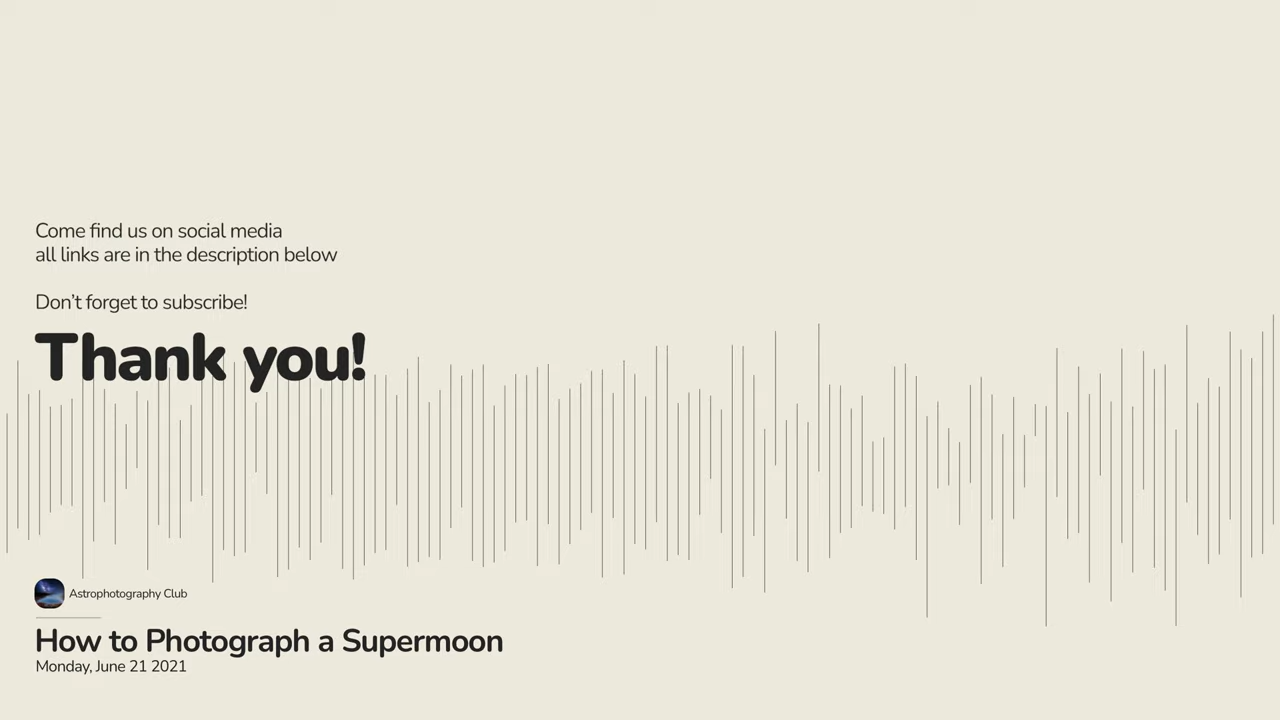 Come find us on social media
all links are in the description below
Don't forget to subscribe!
Thank you!
Astrophotography Club
How to Photograph a Supermoon
Monday, June 21 2021